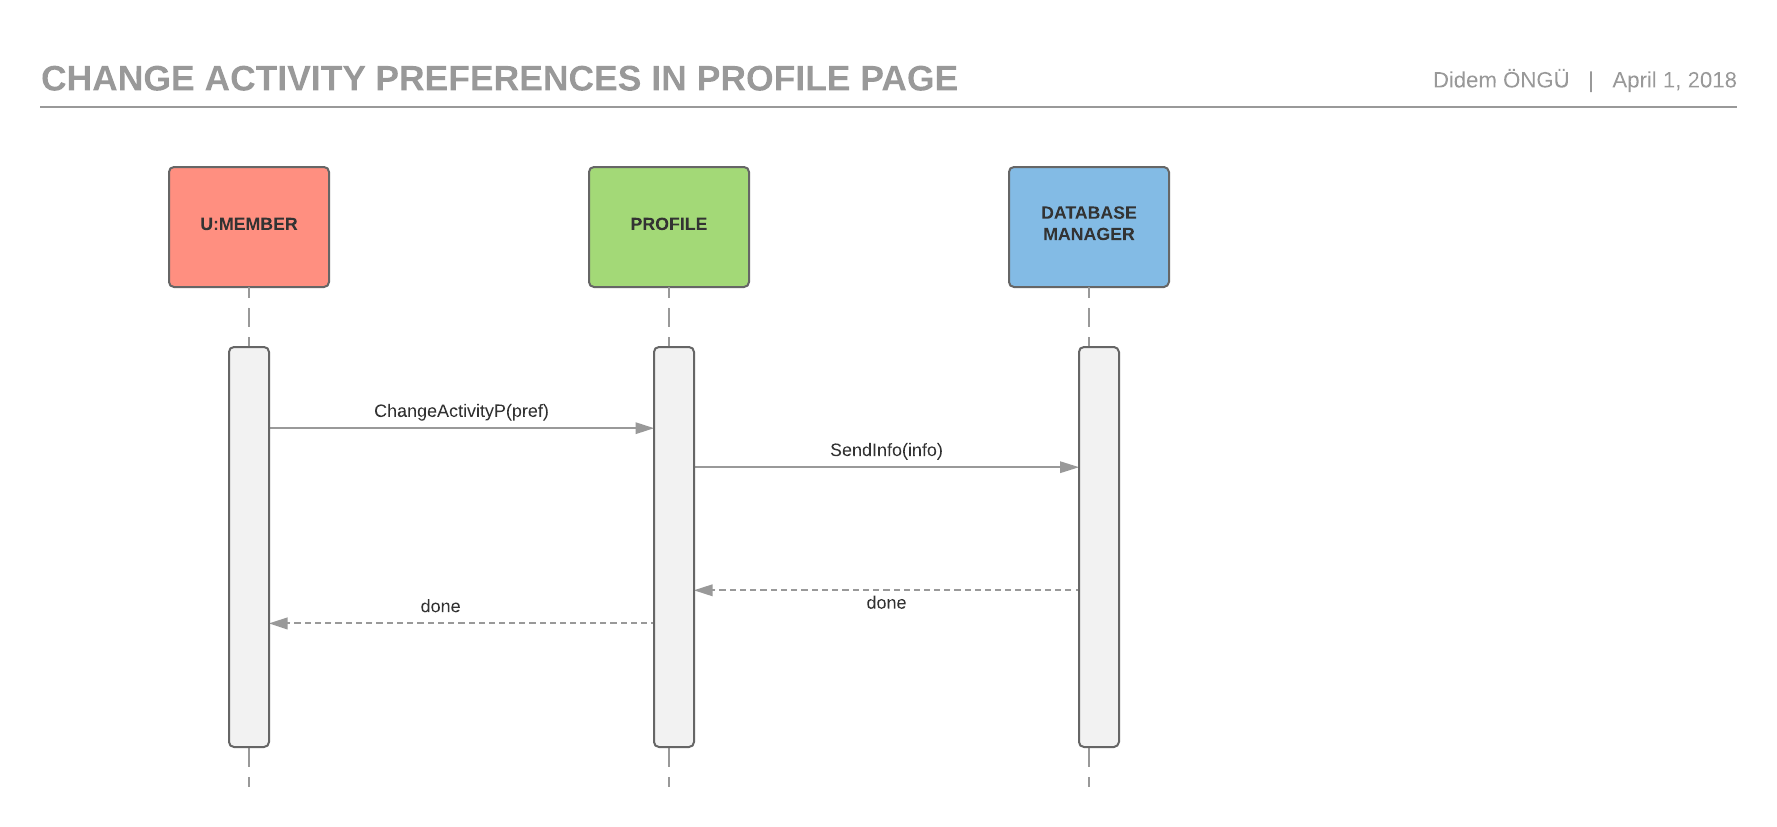 CHANGE ACTIVITY PREFERENCES IN PROFILE PAGE
Didem ÖNGÜ | April 1, 2018
U:MEMBER
PROFILE
DATABASE
MANAGER
ChangeActivityP(pref)
SendInfo(info)
done
done